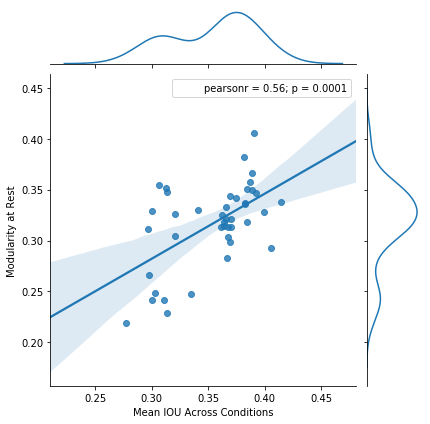 pearsonr = 0.56; p = 0.0001
0.45
0.40
0.35
0.30
0.25
0.20
Modularity at Rest
0.25 0.30 0.35 0.40 0.45
Mean IOU Across Conditions